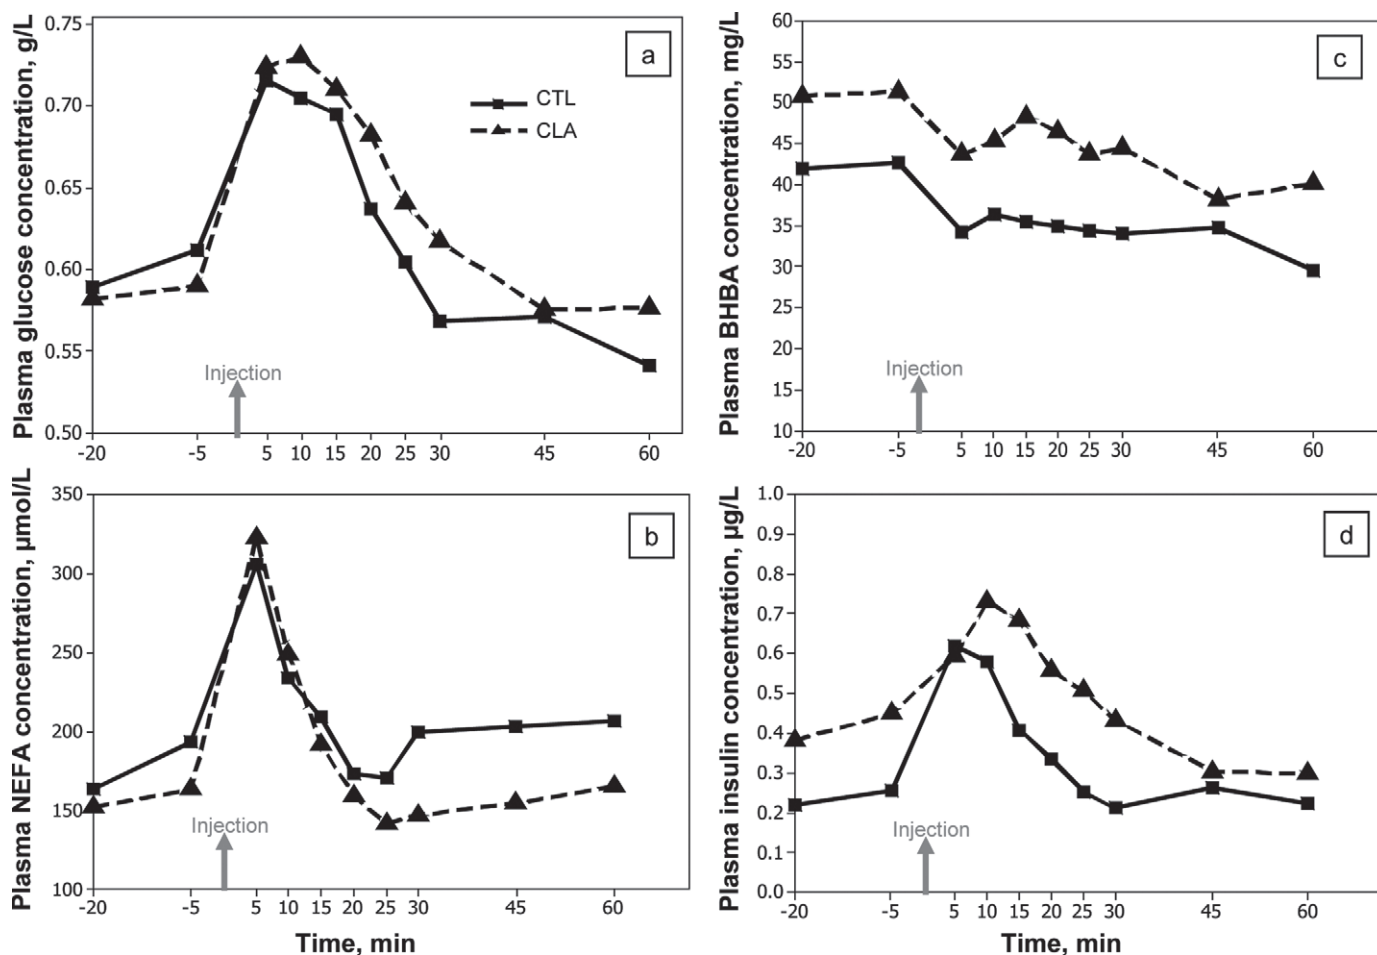 Plasma glucose concentration, g/L
0.75
0.70
0.65
0.60
0.55
0.50
a
CTL
CLA
Injection
-20 -5 5 10 15 20 25 30 45 60
Plasma BHBA concentration, mg/L
60
55
50
45
40
35
30
25
20
15
10
c
Injection
-20 -5 5 10 15 20 25 30 45 60
Plasma NEFA concentration, µmol/L
350
300
250
200
150
100
b
Injection
-20 -5 5 10 15 20 25 30 45 60
Time, min
Plasma insulin concentration, µg/L
1.0
0.9
0.8
0.7
0.6
0.5
0.4
0.3
0.2
0.1
0.0
d
Injection
-20 -5 5 10 15 20 25 30 45 60
Time, min